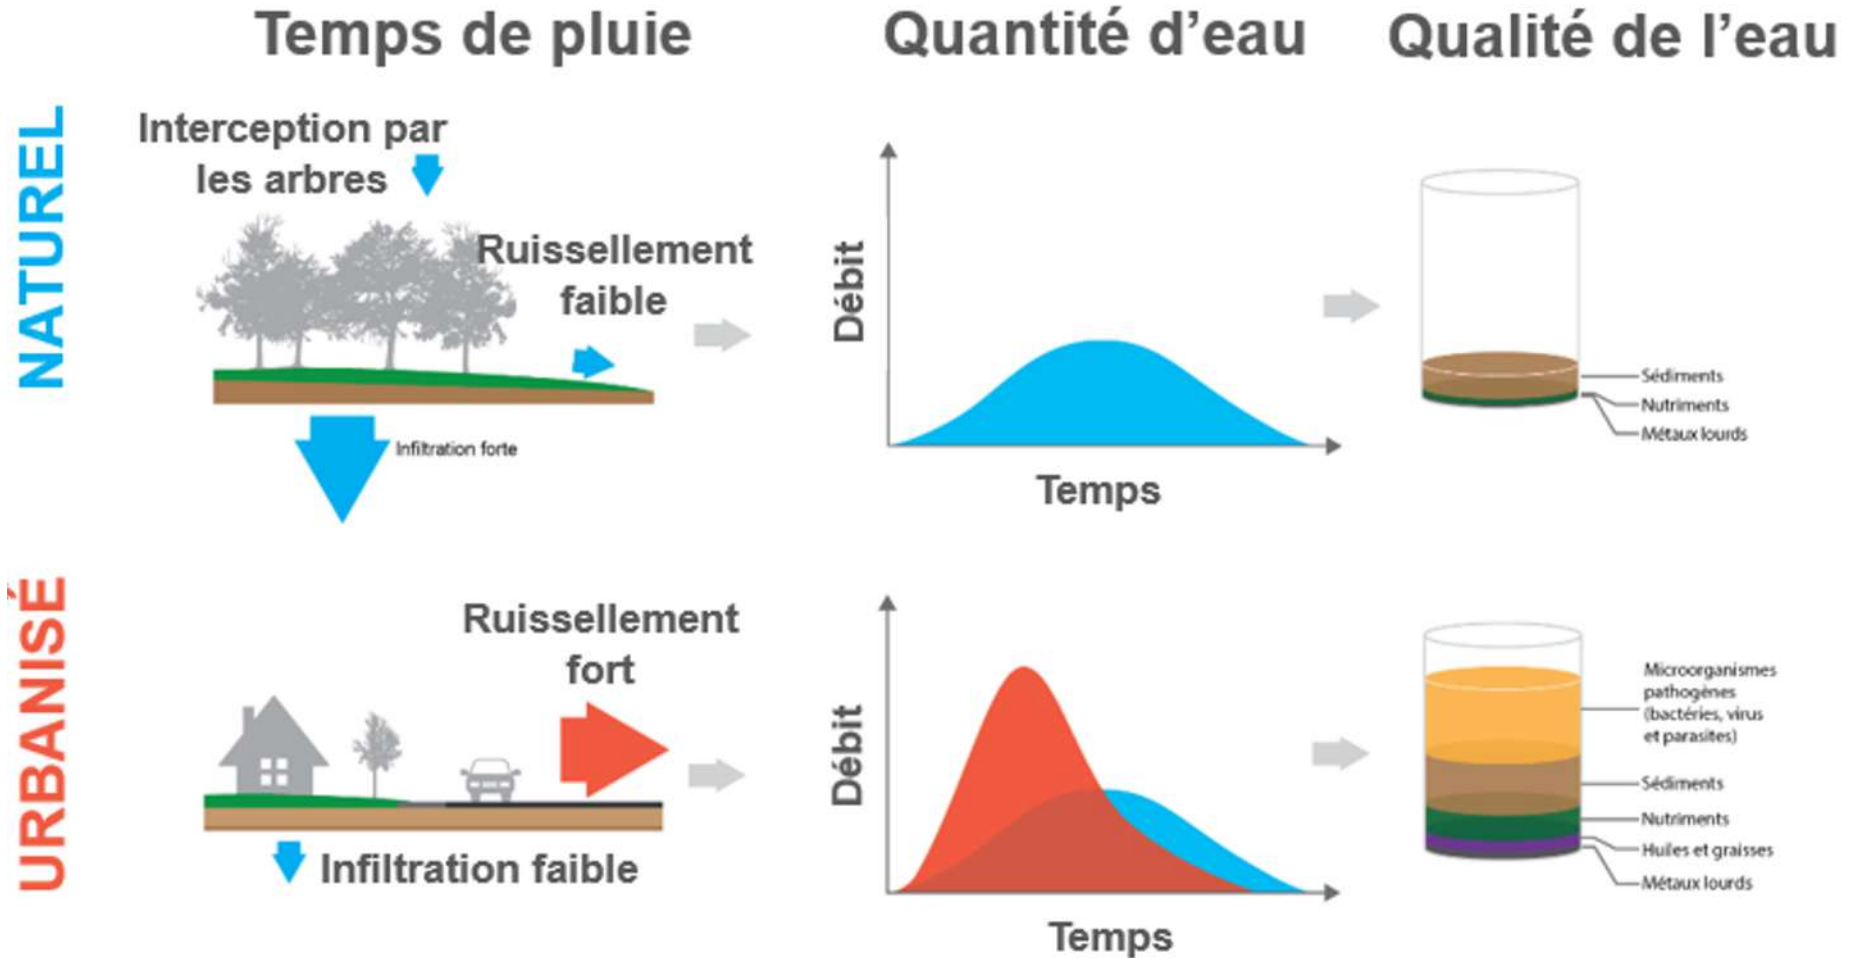 Temps de pluie
Quantité d'eau
Qualité de l'eau
NATUREL
Interception par
les arbres
Ruissellement
faible
Infiltration forte
Débit
Temps
Sédiments
Nutriments
Métaux lourds
URBANISÉ
Ruissellement
fort
Infiltration faible
Débit
Temps
Microorganismes
pathogènes
(bactéries, virus
et parasites)
Sédiments
Nutriments
Huiles et graisses
Métaux lourds